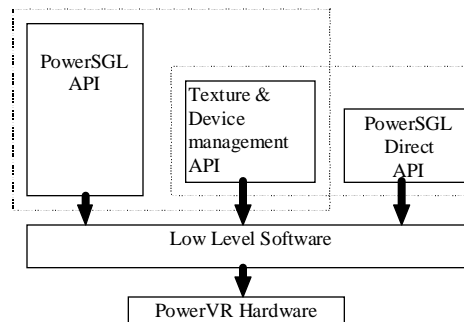 PowerSGL
API
Texture &
Device
management
API
PowerSGL
Direct
API
Low Level Software
PowerVR Hardware